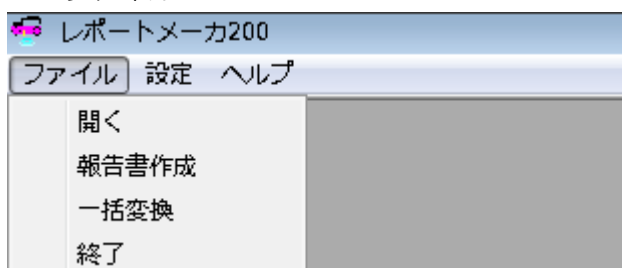 レポートメーカ200
ファイル 設定 ヘルプ
開く
報告書作成
一括変換
終了